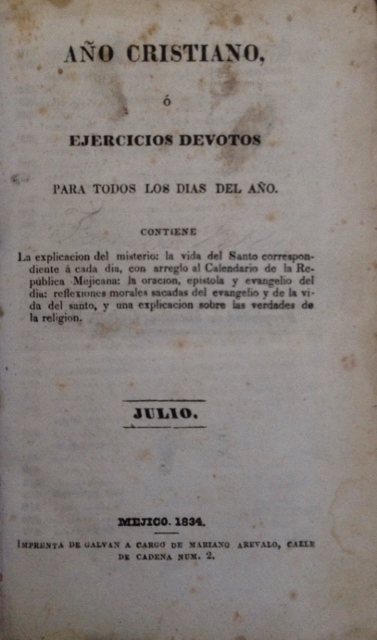 AÑO CRISTIANO,
ó
EJERCICIOS DEVOTOS
PARA TODOS LOS DIAS DEL AÑO.
CONTIENE
La explicacion del misterio: la vida del Santo correspon-
diente á cada dia, con arreglo al Calendario de la Re-
pública Mejicana: la oracion, epístola y evangelio del
dia: reflexiones morales sacadas del evangelio y de la vi-
da del santo, y una explicacion sobre las verdades de
la religion.
JULIO.
MEJICO. 1834.
IMPRENTA DE GALVAN A CARGO DE MARIANO AREVALO, CALLE
DE CADENA NUM. 2.